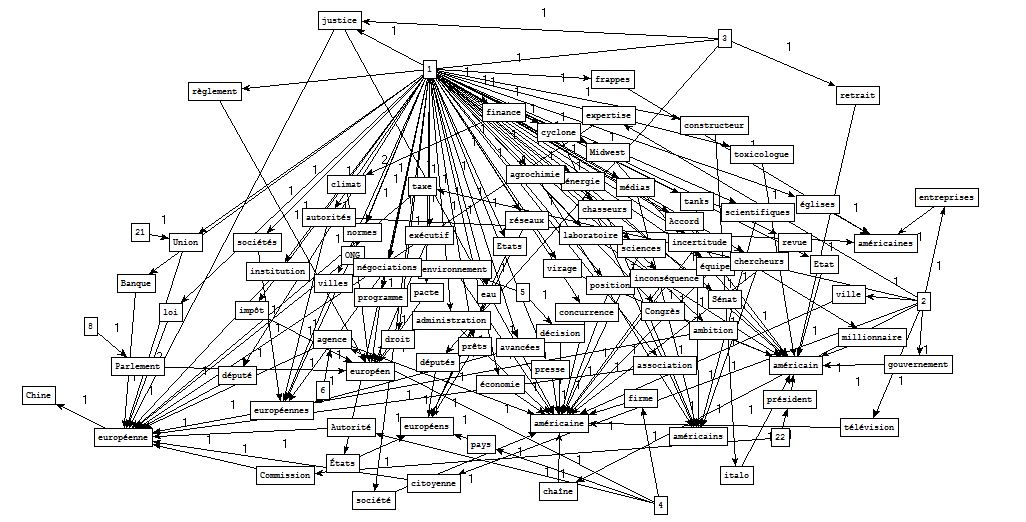 justice
1
3
1
1
1
règlement
frappes
retrait
finance
expertise
constructeur
cyclone
Midwest
toxicologue
climat
2
taxe
agrochimie
énergie
médias
entreprises
autorités
normes
chasseurs
tanks
églises
21
Union
sociétés
exécutif
réseaux
Accord
scientifiques
laboratoire
Etats
sciences
incertitude
revue
américaines
ONG
institution
négociations
environnement
virage
équipe
chercheurs
Etat
Banque
villes
programme
pacte
eau
5
position
inconséquence
Sénat
ville
2
loi
impôt
administration
concurrence
Congrès
8
agence
droit
prêts
avancées
décision
ambition
millionnaire
Parlement
député
européen
députés
économie
presse
association
américain
gouvernement
Chine
6
européennes
firme
président
européenne
Autorité
européens
américaine
américains
22
télévision
pays
États
Commission
société
citoyenne
chaîne
italo
4